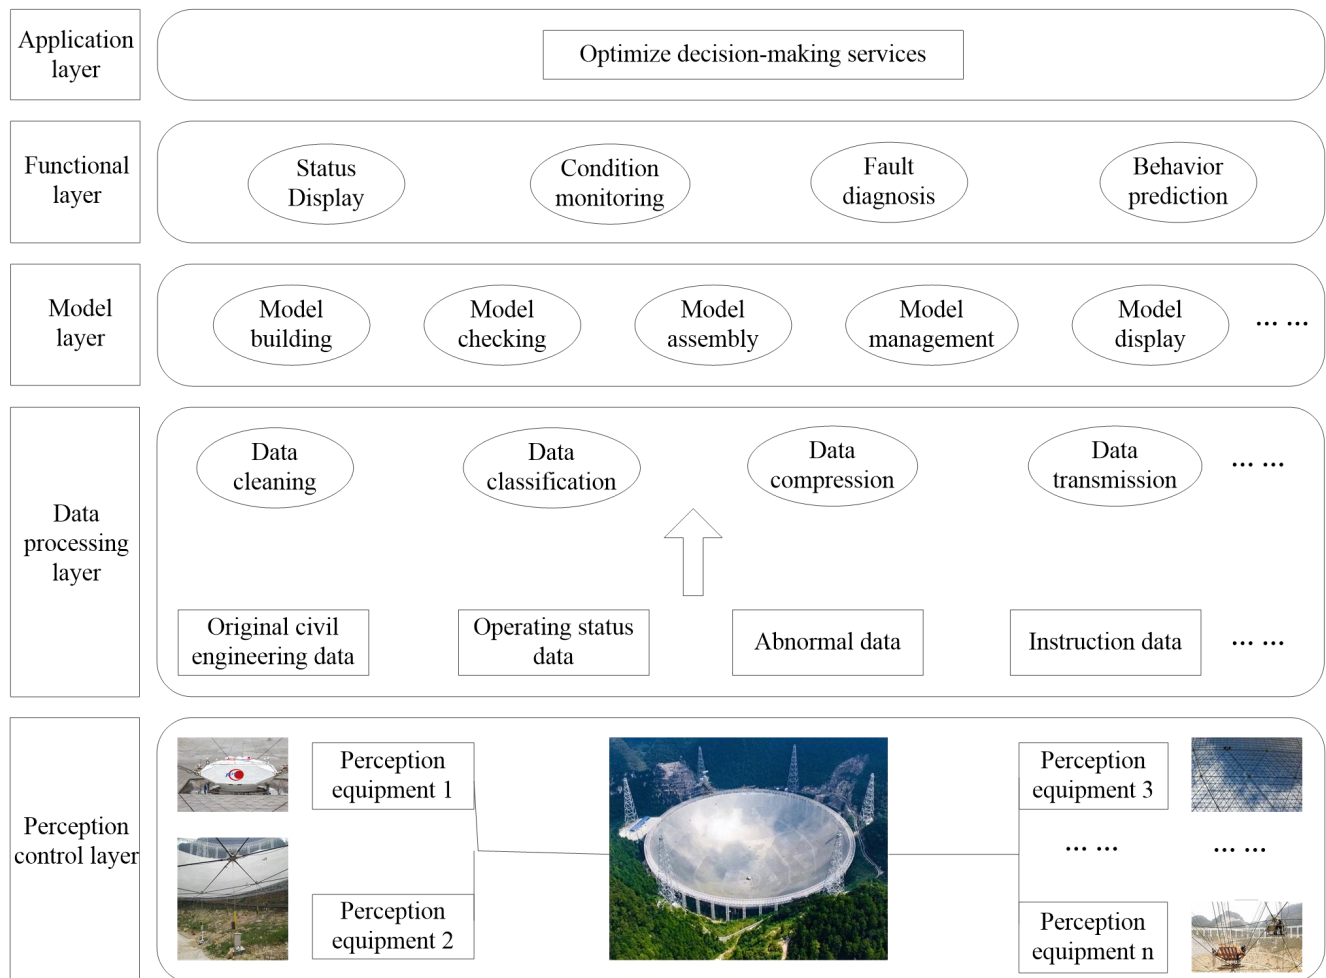 Application
layer
Optimize decision-making services
Functional
layer
Status
Display
Condition
monitoring
Fault
diagnosis
Behavior
prediction
Model
layer
Model
building
Model
checking
Model
assembly
Model
management
Model
display
... ...
Data
processing
layer
Data
cleaning
Data
classification
Data
compression
Data
transmission
... ...
Original civil
engineering data
Operating status
data
Abnormal data
Instruction data
... ...
Perception
control layer
Perception
equipment 1
Perception
equipment 2
Perception
equipment 3
... ...
... ...
Perception
equipment n